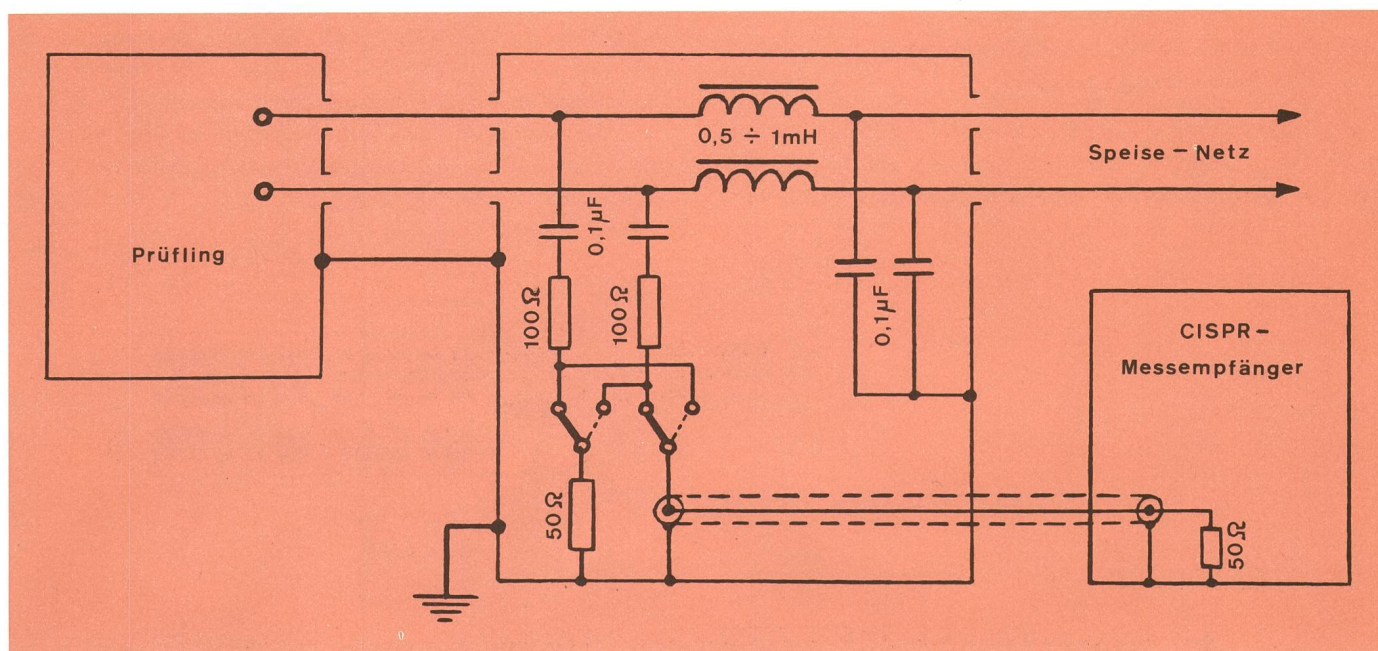 0,5 ÷ 1mH
Speise – Netz
Prüfling
0,1µF
100Ω
100Ω
0,1µF
CISPR –
Messempfänger
50Ω
50Ω